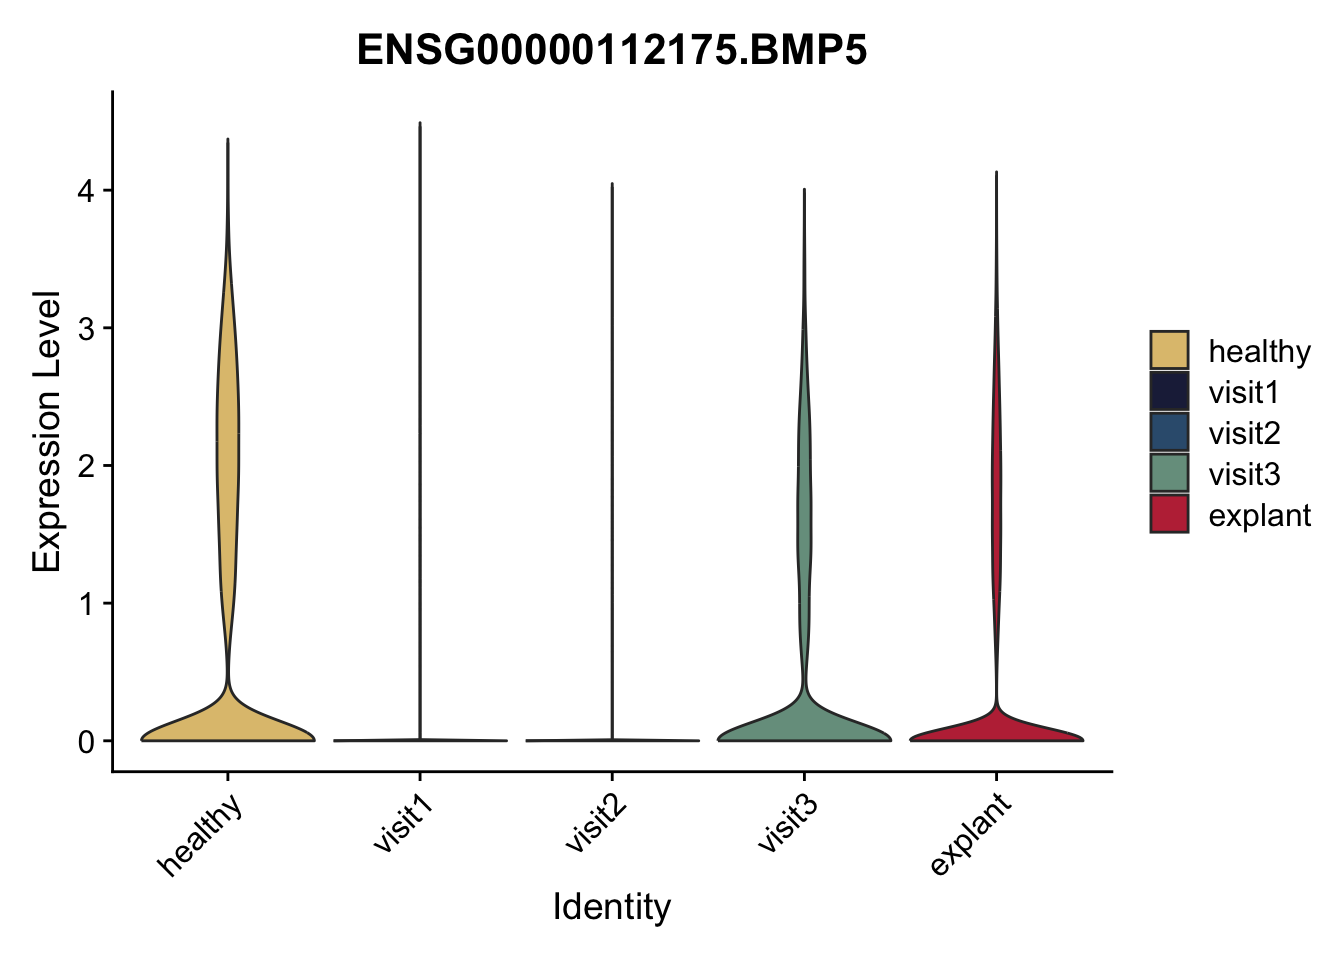 ENSG00000112175.BMP5
Expression Level
4
3
2
1
0
healthy
visit1
visit2
visit3
explant
Identity
healthy
visit1
visit2
visit3
explant